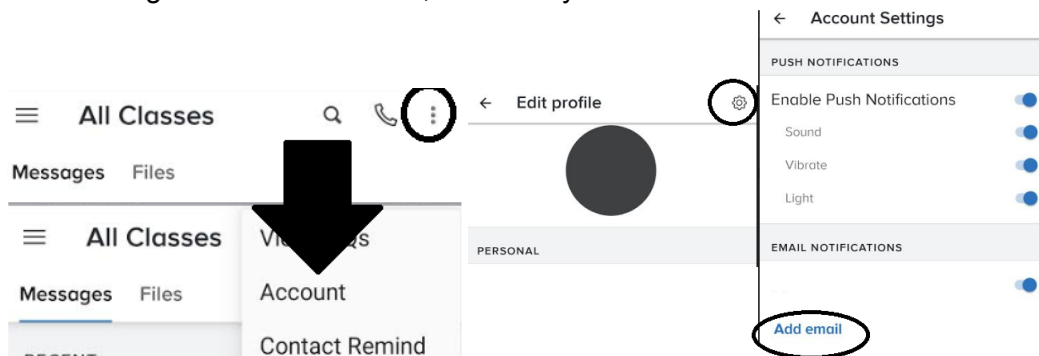 All Classes
Messages Files
All Classes
Messages Files
Account
Contact Remind
Edit profile
PERSONAL
Account Settings
PUSH NOTIFICATIONS
Enable Push Notifications
Sound
Vibrate
Light
EMAIL NOTIFICATIONS
Add email